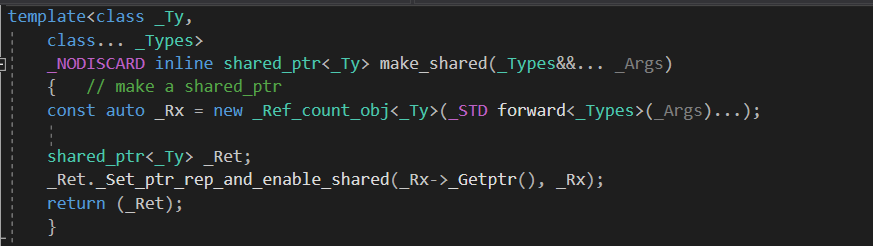 template<class _Ty,
class... _Types>
_NODISCARD inline shared_ptr<_Ty> make_shared(_Types&&... _Args)
{ // make a shared_ptr
const auto _Rx = new _Ref_count_obj<_Ty>(_STD forward<_Types>(_Args)...);
shared_ptr<_Ty> _Ret;
_Ret._Set_ptr_rep_and_enable_shared(_Rx->_Getptr(), _Rx);
return (_Ret);
}